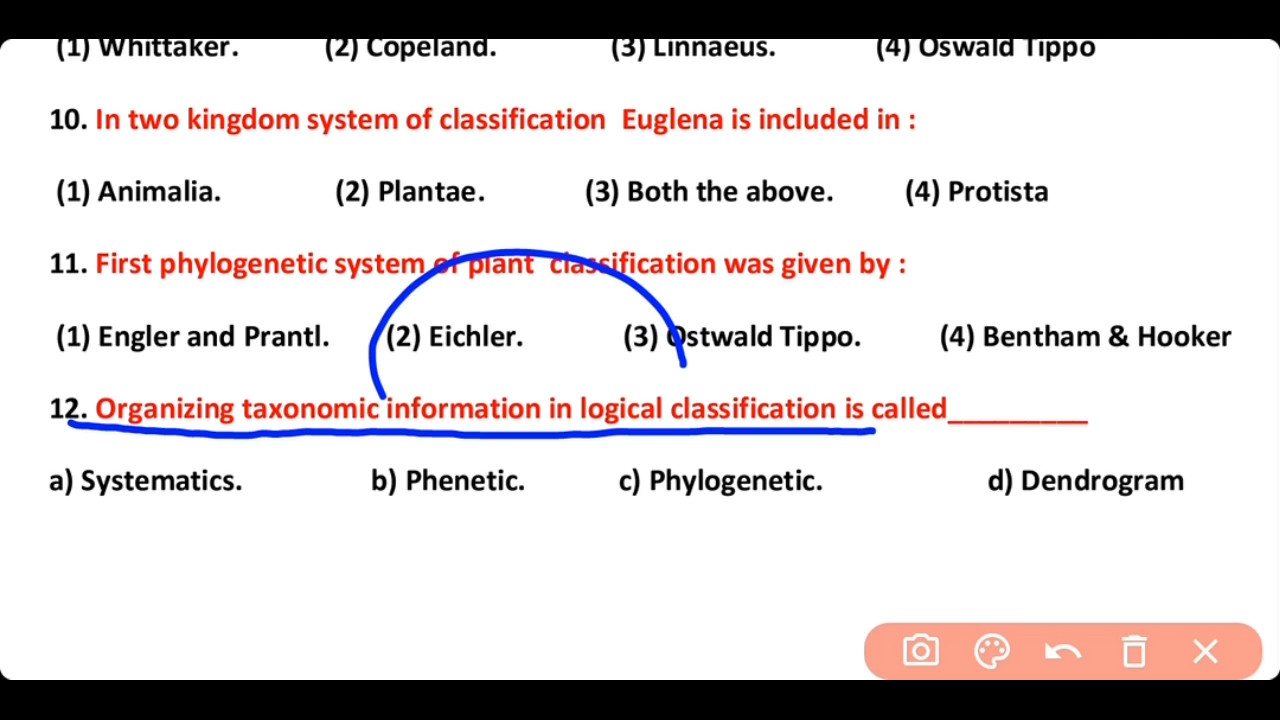 (1) Whittaker. (2) Copeland. (3) Linnaeus. (4) Oswald Tippo
10. In two kingdom system of classification Euglena is included in :
(1) Animalia. (2) Plantae. (3) Both the above. (4) Protista
11. First phylogenetic system of plant classification was given by :
(1) Engler and Prantl. (2) Eichler. (3) Ostwald Tippo. (4) Bentham & Hooker
12. Organizing taxonomic information in logical classification is called_________
a) Systematics. b) Phenetic. c) Phylogenetic. d) Dendrogram